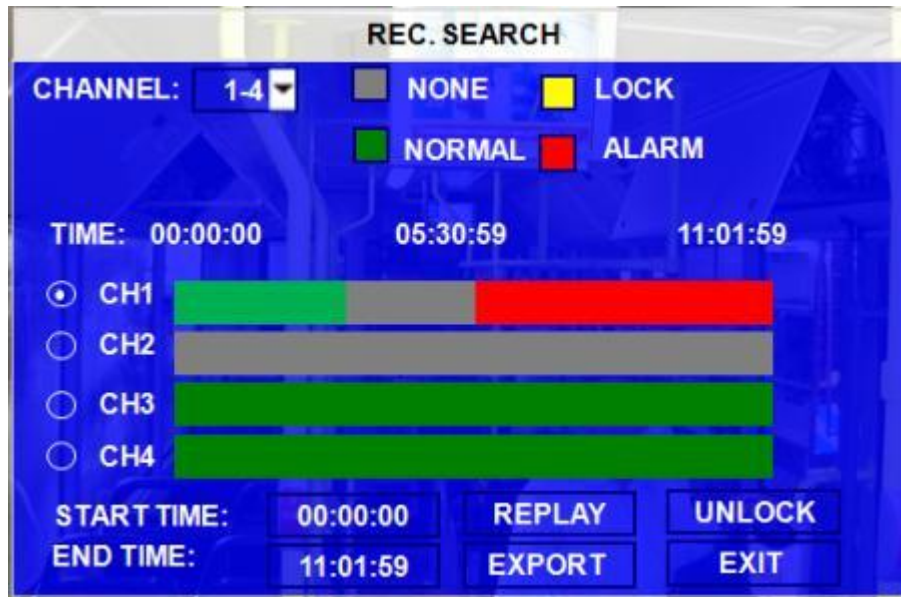 REC. SEARCH
CHANNEL: 1-4 NONE LOCK
NORMAL ALARM
TIME: 00:00:00 05:30:59 11:01:59
CH1
CH2
CH3
CH4
START TIME: 00:00:00 REPLAY UNLOCK
END TIME: 11:01:59 EXPORT EXIT